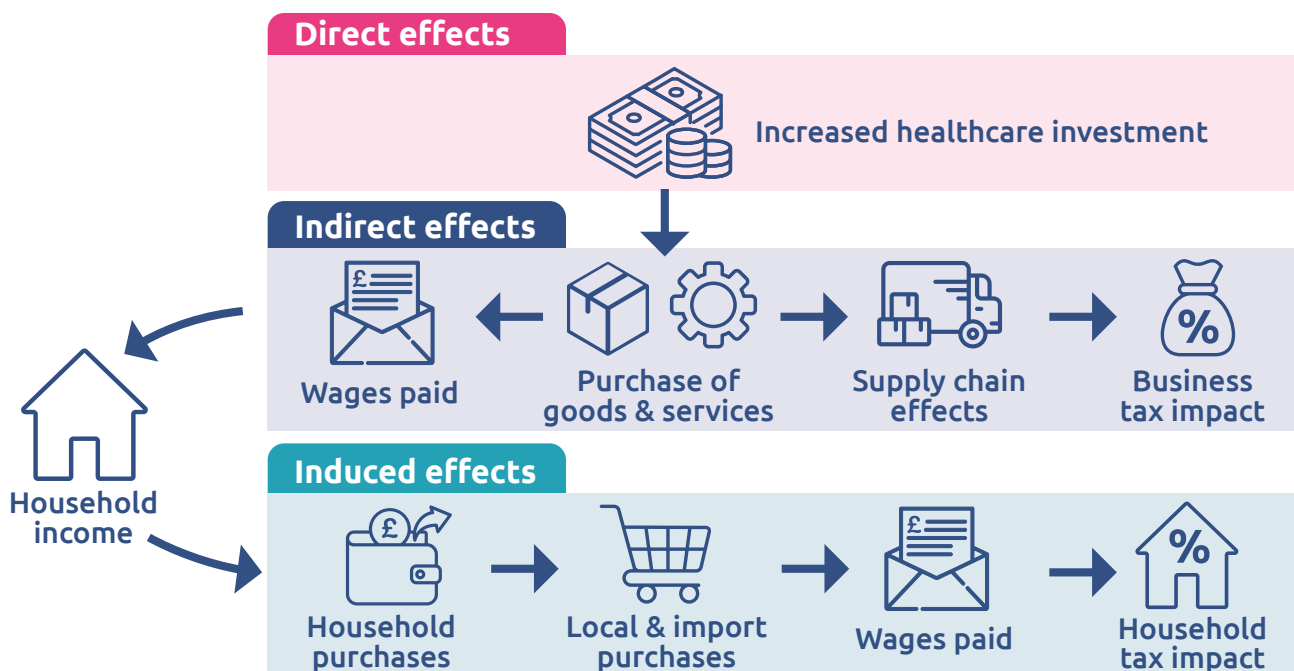 Direct effects
Increased healthcare investment
Indirect effects
£
%
Wages paid
Purchase of
goods & services
Supply chain
effects
Business
tax impact
Household
income
Induced effects
£
£
%
Household
purchases
Local & import
purchases
Wages paid
Household
tax impact